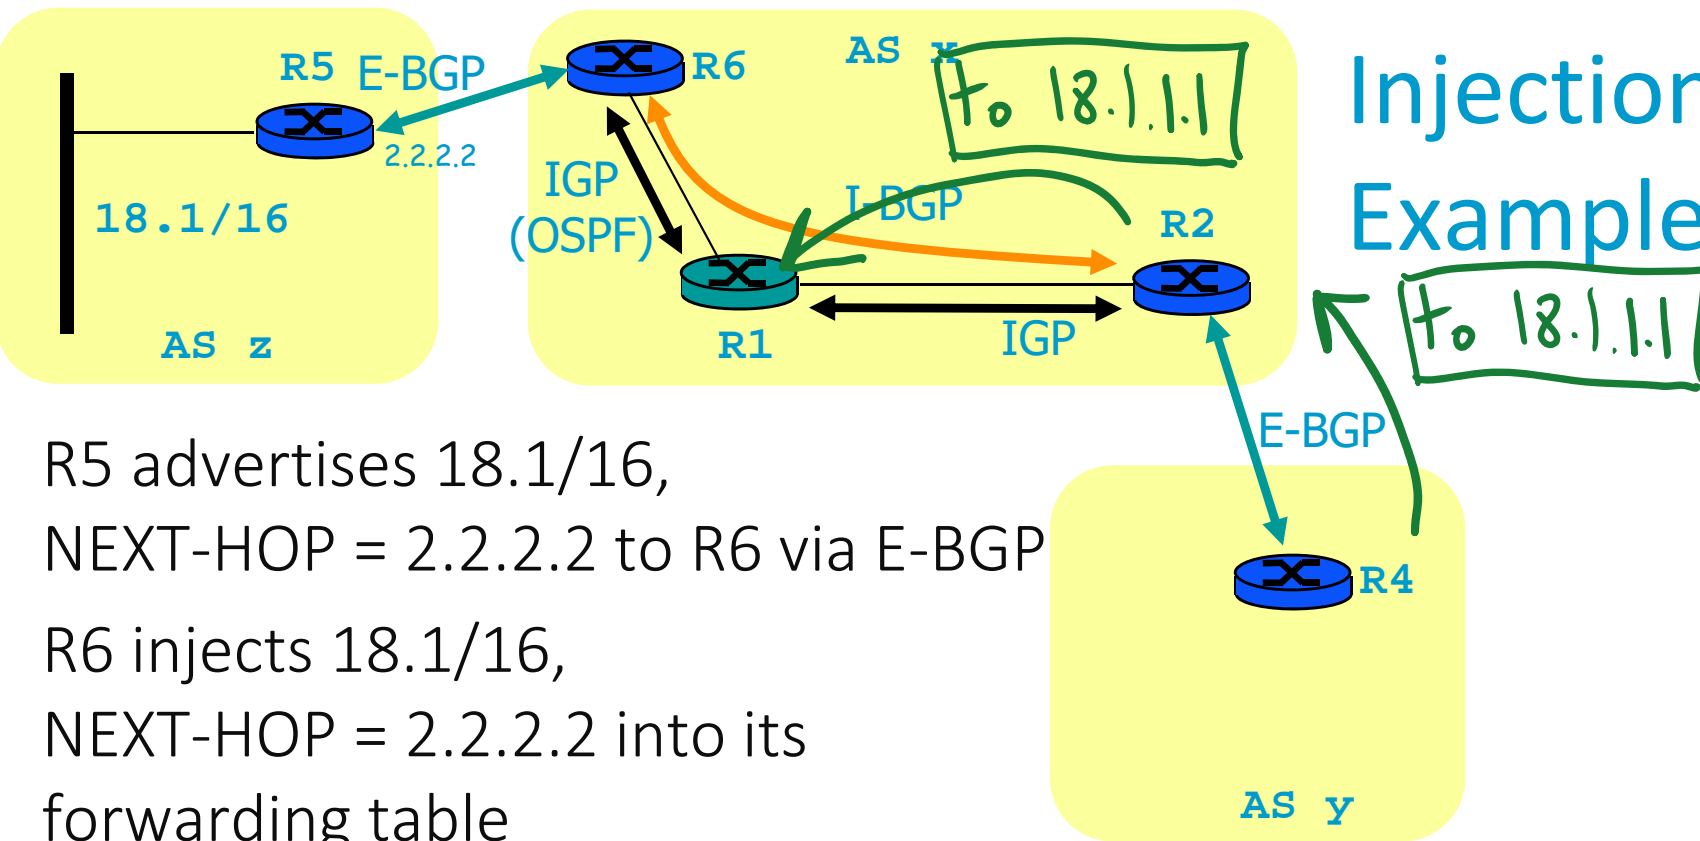 R5
E-BGP
2.2.2.2
18.1/16
AS z
R6
AS x
to 18.1.1.1
IGP
(OSPF)
I-BGP
R2
R1
IGP
Injection
Example
to 18.1.1.1
E-BGP
R4
AS y
R5 advertises 18.1/16,
NEXT-HOP = 2.2.2.2 to R6 via E-BGP
R6 injects 18.1/16,
NEXT-HOP = 2.2.2.2 into its
forwarding table